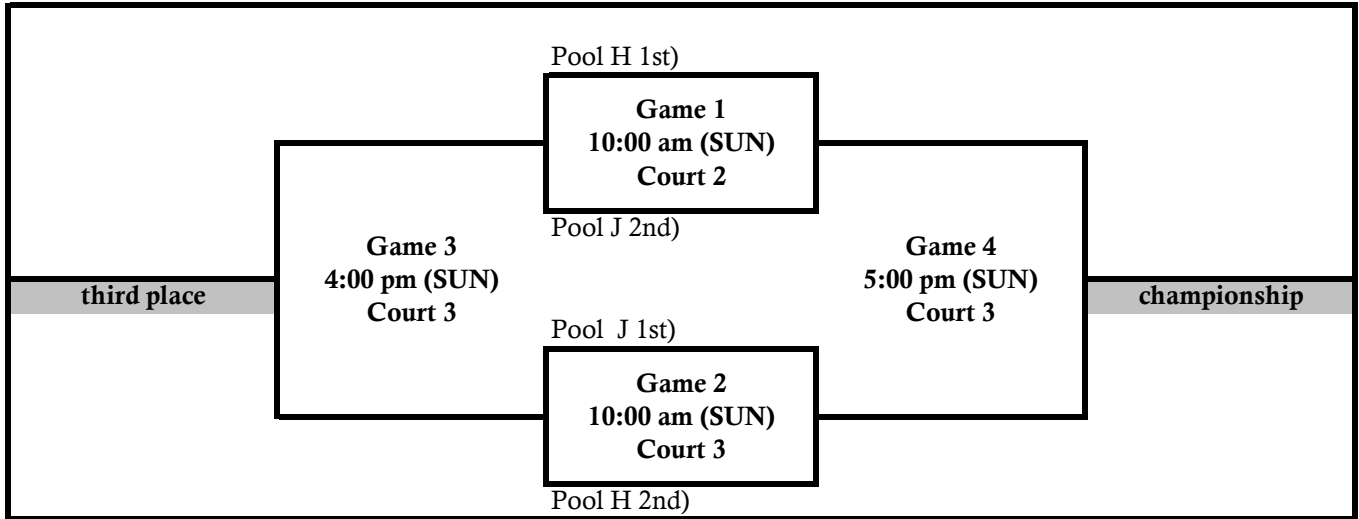 Pool H 1st)
Game 1
10:00 am (SUN)
Court 2
Pool J 2nd)
Game 3
4:00 pm (SUN)
Court 3
third place
Game 4
5:00 pm (SUN)
Court 3
championship
Pool  J 1st)
Game 2
10:00 am (SUN)
Court 3
Pool H 2nd)